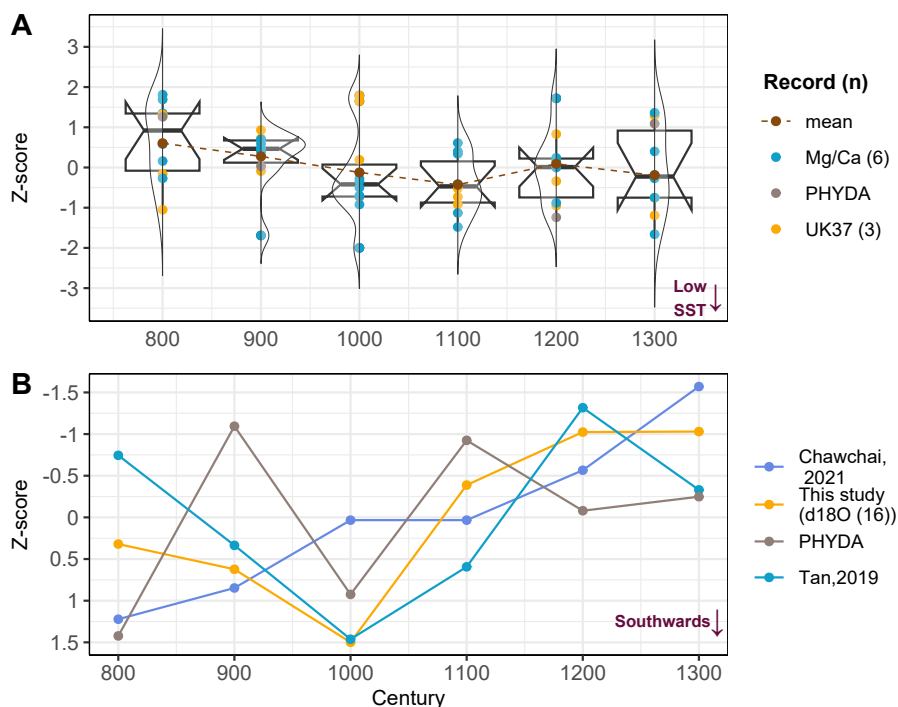 A
3
2
1
0
-1
-2
-3
Z-score
800
900
1000
1100
1200
1300
Low
SST
Record (n)
mean
Mg/Ca (6)
PHYDA
UK37 (3)
B
-1.5
-1
-0.5
0
0.5
1
1.5
Z-score
800
900
1000
1100
1200
1300
Century
Southwards
Chawchai,
2021
This study
(d18O (16))
PHYDA
Tan,2019